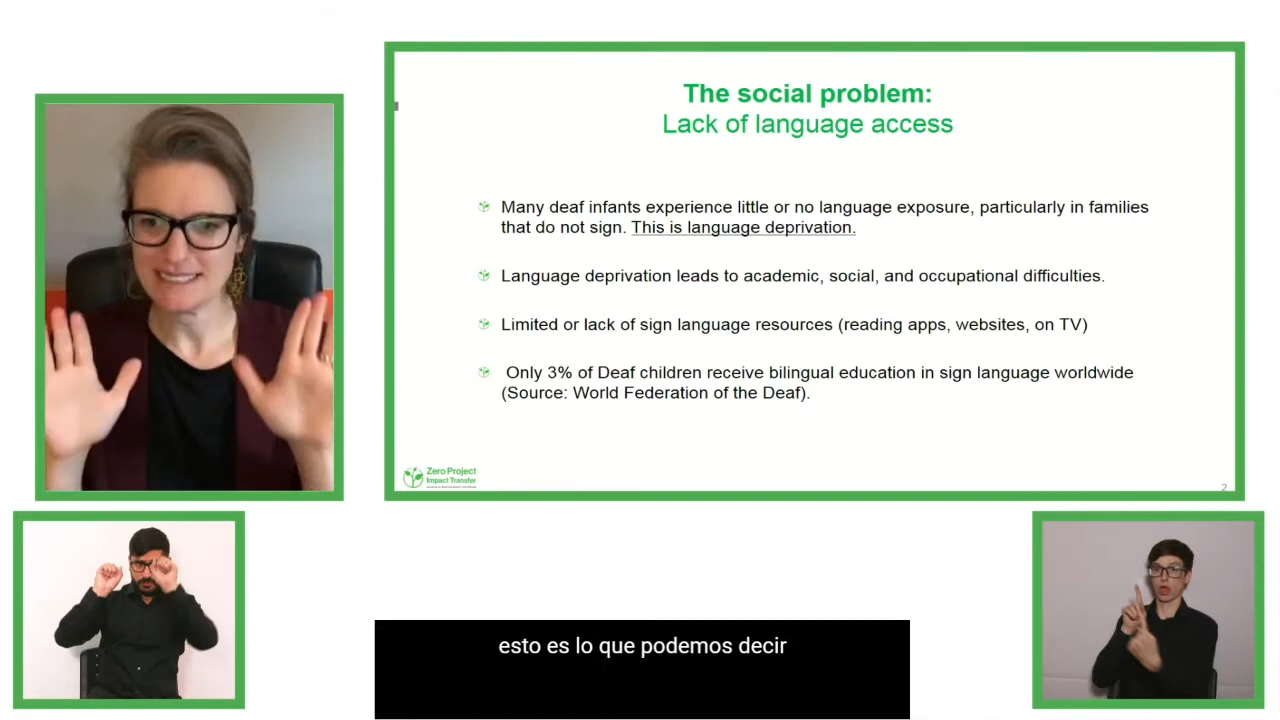 The social problem:
Lack of language access
Many deaf infants experience little or no language exposure, particularly in families
that do not sign. This is language deprivation.
Language deprivation leads to academic, social, and occupational difficulties.
Limited or lack of sign language resources (reading apps, websites, on TV)
Only 3% of Deaf children receive bilingual education in sign language worldwide
(Source: World Federation of the Deaf).
Zero Project
Impact Transfer
2
esto es lo que podemos decir